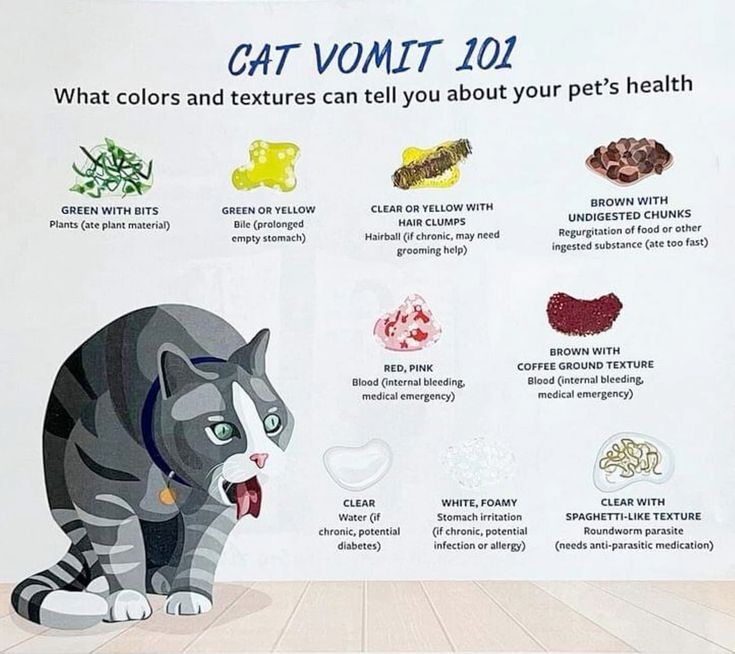 CAT VOMIT 101
What colors and textures can tell you about your pet's health
GREEN WITH BITS
Plants (ate plant material)
GREEN OR YELLOW
Bile (prolonged
empty stomach)
CLEAR OR YELLOW WITH
HAIR CLUMPS
Hairball (if chronic, may need
grooming help)
BROWN WITH
UNDIGESTED CHUNKS
Regurgitation of food or other
ingested substance (ate too fast)
RED, PINK
Blood (internal bleeding,
medical emergency)
BROWN WITH
COFFEE GROUND TEXTURE
Blood (internal bleeding,
medical emergency)
CLEAR
Water (if
chronic, potential
diabetes)
WHITE, FOAMY
Stomach irritation
(if chronic, potential
infection or allergy)
CLEAR WITH
SPAGHETTI-LIKE TEXTURE
Roundworm parasite
(needs anti-parasitic medication)